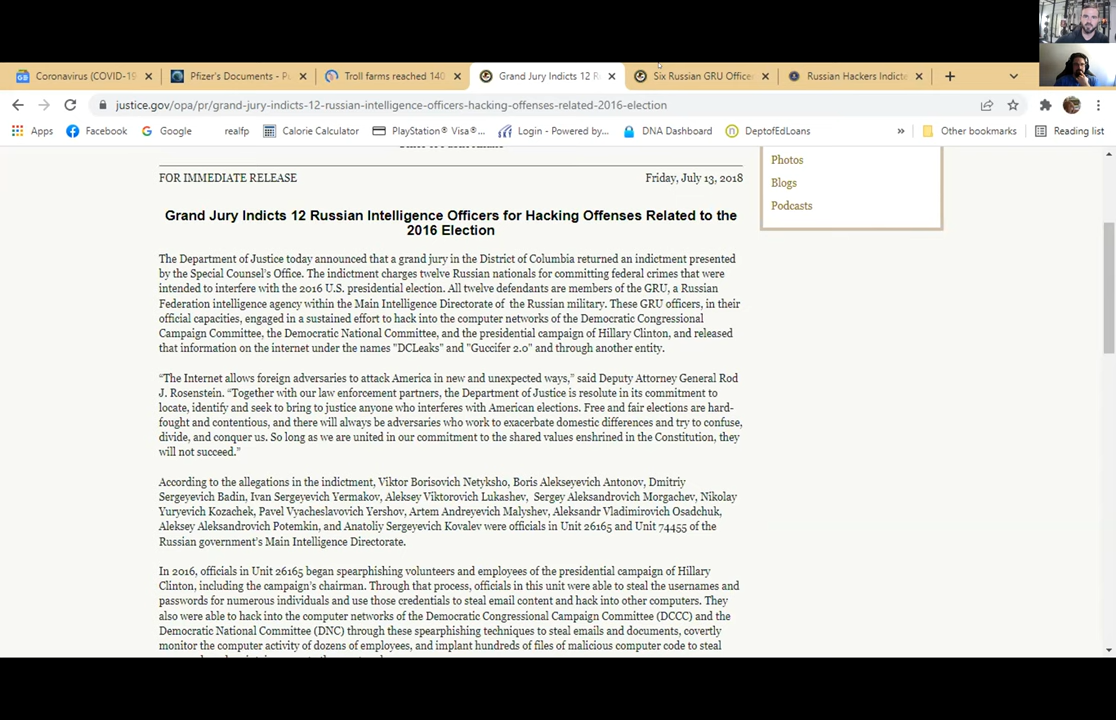 Coronavirus (COVID-19
Pfizer's Documents - Pu
Troll farms reached 140
Grand Jury Indicts 12 R
Six Russian GRU Office
Russian Hackers Indicte
justice.gov/opa/pr/grand-jury-indicts-12-russian-intelligence-officers-hacking-offenses-related-2016-election
Apps
Facebook
Google
realfp
Calorie Calculator
PlayStation® Visa®...
Login - Powered by...
DNA Dashboard
DeptofEdLoans
»
Other bookmarks
Reading list
Photos
Blogs
Podcasts
FOR IMMEDIATE RELEASE
Friday, July 13, 2018
Grand Jury Indicts 12 Russian Intelligence Officers for Hacking Offenses Related to the
2016 Election
The Department of Justice today announced that a grand jury in the District of Columbia returned an indictment presented
by the Special Counsel's Office. The indictment charges twelve Russian nationals for committing federal crimes that were
intended to interfere with the 2016 U.S. presidential election. All twelve defendants are members of the GRU, a Russian
Federation intelligence agency within the Main Intelligence Directorate of the Russian military. These GRU officers, in their
official capacities, engaged in a sustained effort to hack into the computer networks of the Democratic Congressional
Campaign Committee, the Democratic National Committee, and the presidential campaign of Hillary Clinton, and released
that information on the internet under the names "DCLeaks" and "Guccifer 2.0" and through another entity.
“The Internet allows foreign adversaries to attack America in new and unexpected ways,” said Deputy Attorney General Rod
J. Rosenstein. “Together with our law enforcement partners, the Department of Justice is resolute in its commitment to
locate, identify and seek to bring to justice anyone who interferes with American elections. Free and fair elections are hard-
fought and contentious, and there will always be adversaries who work to exacerbate domestic differences and try to confuse,
divide, and conquer us. So long as we are united in our commitment to the shared values enshrined in the Constitution, they
will not succeed.”
According to the allegations in the indictment, Viktor Borisovich Netyksho, Boris Alekseyevich Antonov, Dmitriy
Sergeyevich Badin, Ivan Sergeyevich Yermakov, Aleksey Viktorovich Lukashev, Sergey Aleksandrovich Morgachev, Nikolay
Yuryevich Kozachek, Pavel Vyacheslavovich Yershov, Artem Andreyevich Malyshev, Aleksandr Vladimirovich Osadchuk,
Aleksey Aleksandrovich Potemkin, and Anatoliy Sergeyevich Kovalev were officials in Unit 26165 and Unit 74455 of the
Russian government's Main Intelligence Directorate.
In 2016, officials in Unit 26165 began spearphishing volunteers and employees of the presidential campaign of Hillary
Clinton, including the campaign's chairman. Through that process, officials in this unit were able to steal the usernames and
passwords for numerous individuals and use those credentials to steal email content and hack into other computers. They
also were able to hack into the computer networks of the Democratic Congressional Campaign Committee (DCCC) and the
Democratic National Committee (DNC) through these spearphishing techniques to steal emails and documents, covertly
monitor the computer activity of dozens of employees, and implant hundreds of files of malicious computer code to steal